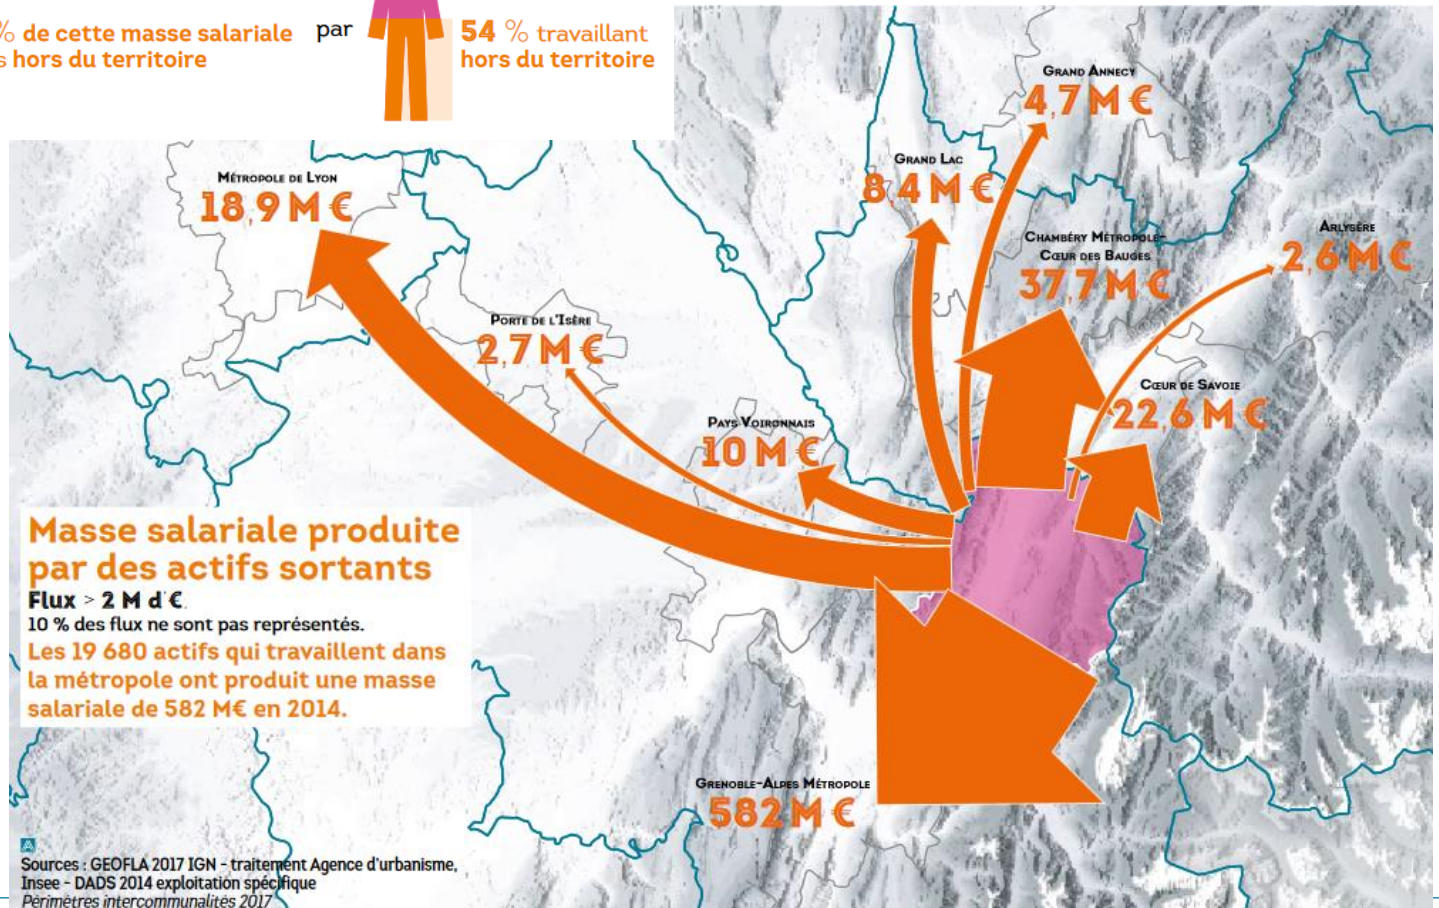 % de cette masse salariale
s hors du territoire
par
54 % travaillant
hors du territoire
Grand Annecy
4,7 M €
Grand Lac
8,4 M €
Métropole de Lyon
18,9 M €
Chambéry Métropole-
Cœur des Bauges
37,7 M €
Arlysère
2,6 M €
Porte de l'Isère
2,7 M €
Cœur de Savoie
22,6 M €
Pays Voironnais
10 M €
Masse salariale produite
par des actifs sortants
Flux > 2 M d'€.
10 % des flux ne sont pas représentés.
Les 19 680 actifs qui travaillent dans
la métropole ont produit une masse
salariale de 582 M€ en 2014.
Grenoble-Alpes Métropole
582 M €
A
Sources : GEOFLA 2017 IGN - traitement Agence d'urbanisme,
Insee - DADS 2014 exploitation spécifique
Périmètres intercommunalités 2017